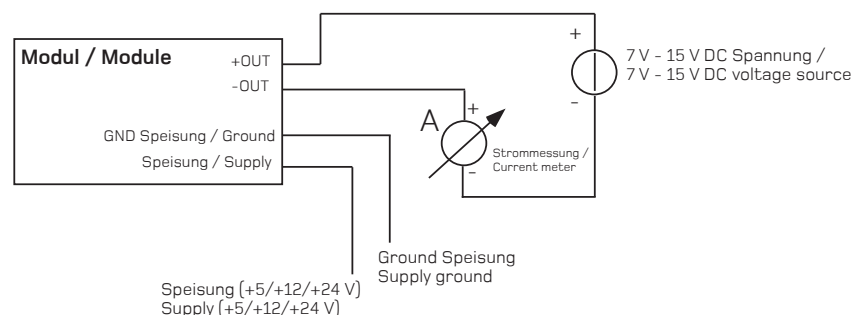 Modul / Module
+OUT
-OUT
GND Speisung / Ground
Speisung / Supply
+
7 V - 15 V DC Spannung /
7 V - 15 V DC voltage source
-
A
+
Strommessung /
Current meter
-
Ground Speisung
Supply ground
Speisung (+5/+12/+24 V)
Supply (+5/+12/+24 V)